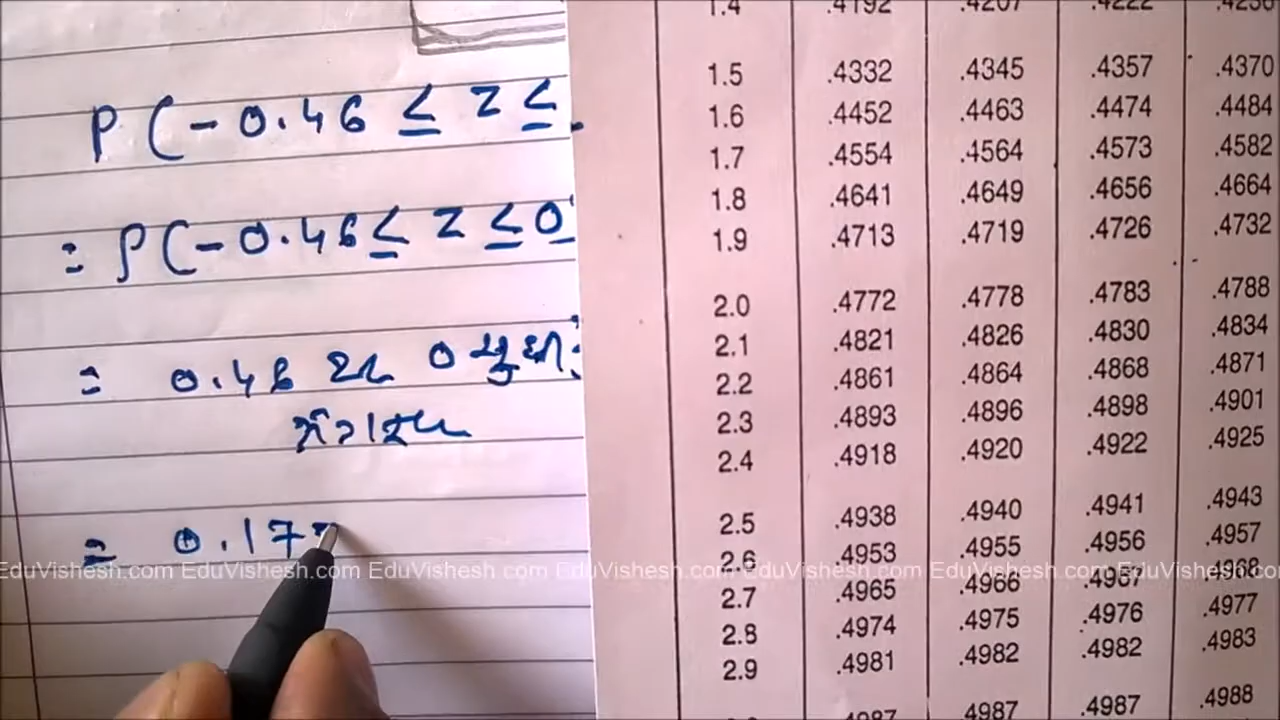 P ( - 0.46 ≤ z ≤
= P ( - 0.46 ≤ z ≤ 0
= 0.46 થી 0 સુધી
= 0.17
1.4 .4192 .4207 .4222 .4236
1.5 .4332 .4345 .4357 .4370
1.6 .4452 .4463 .4474 .4484
1.7 .4554 .4564 .4573 .4582
1.8 .4641 .4649 .4656 .4664
1.9 .4713 .4719 .4726 .4732
2.0 .4772 .4778 .4783 .4788
2.1 .4821 .4826 .4830 .4834
2.2 .4861 .4864 .4868 .4871
2.3 .4893 .4896 .4898 .4901
2.4 .4918 .4920 .4922 .4925
2.5 .4938 .4940 .4941 .4943
2.6 .4953 .4955 .4956 .4957
2.7 .4965 .4966 .4967 .4968
2.8 .4974 .4975 .4976 .4977
2.9 .4981 .4982 .4982 .4983
.4987 .4987 .4987 .4988
EduVishesh.com EduVishesh.com EduVishesh.com EduVishesh.com EduVishesh.com EduVishesh.com EduVishesh.com